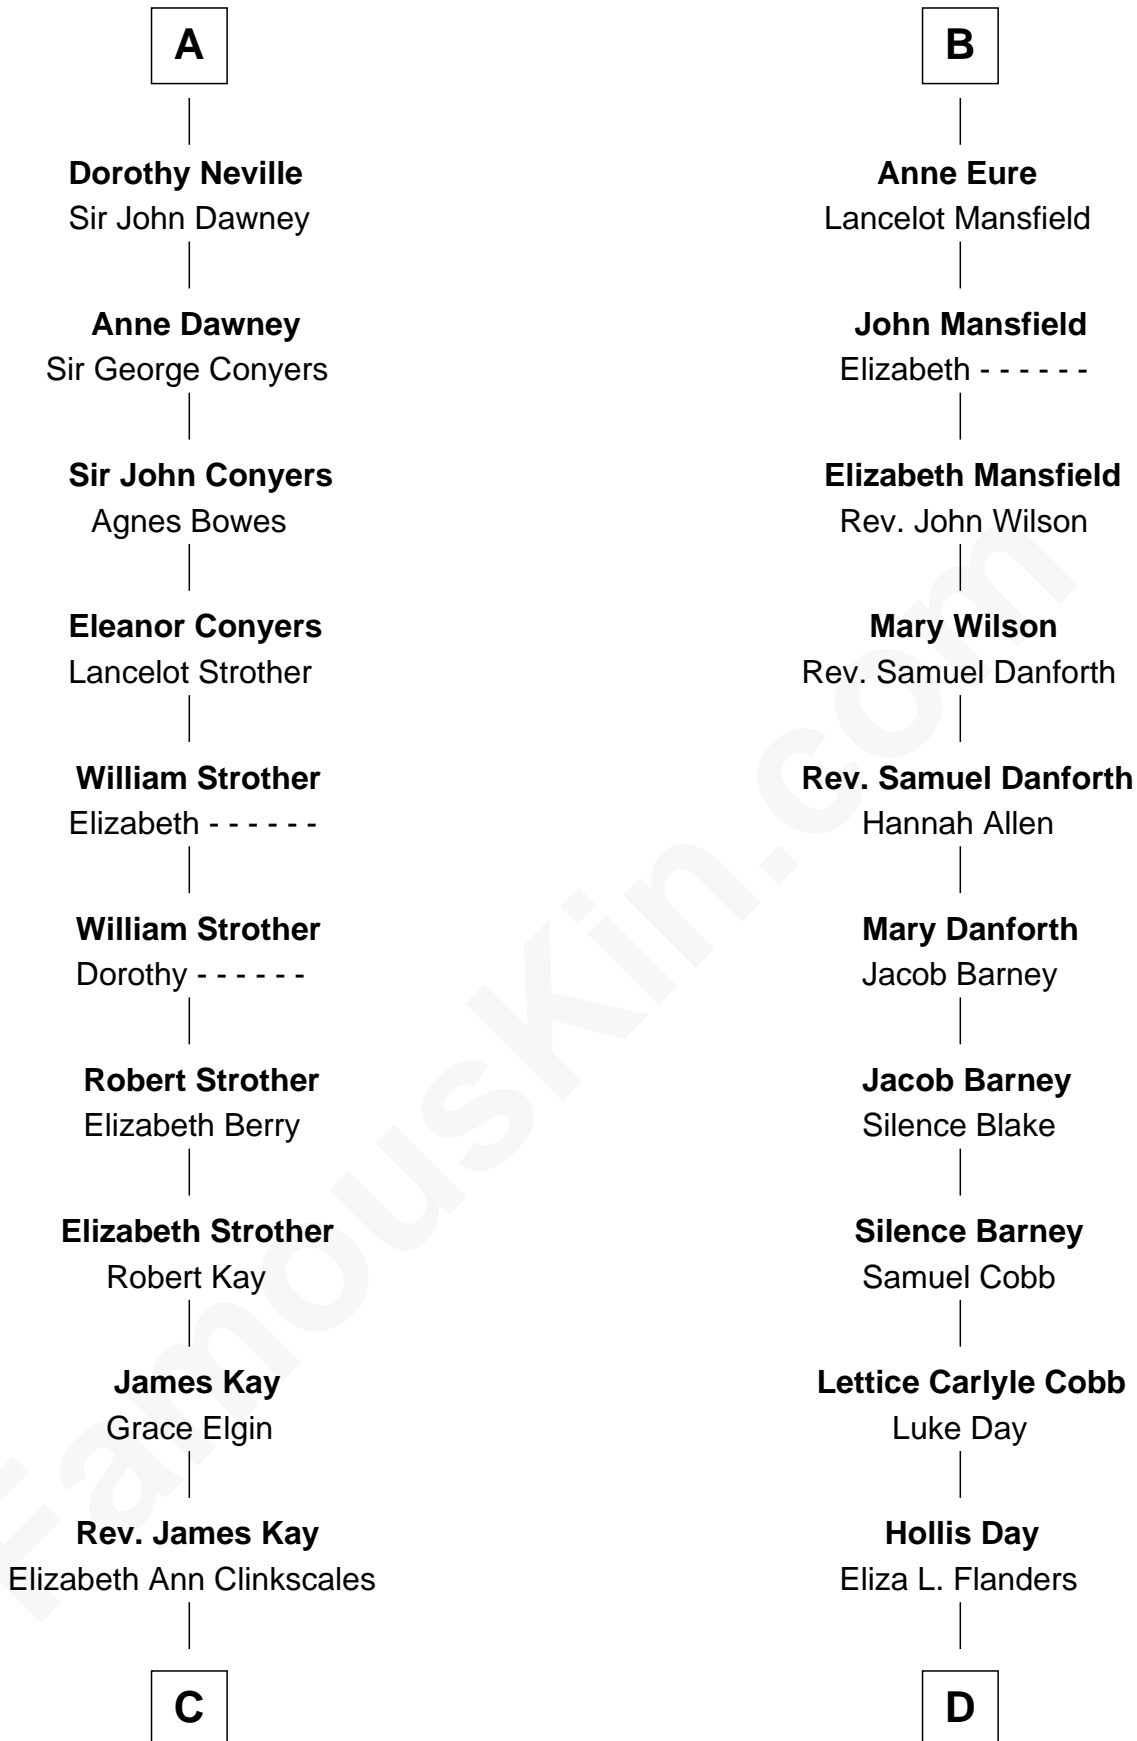 A
Dorothy Neville
Sir John Dawney
Anne Dawney
Sir George Conyers
Sir John Conyers
Agnes Bowes
Eleanor Conyers
Lancelot Strother
William Strother
Elizabeth - - - - - -
William Strother
Dorothy - - - - - -
Robert Strother
Elizabeth Berry
Elizabeth Strother
Robert Kay
James Kay
Grace Elgin
Rev. James Kay
Elizabeth Ann Clinkscales
C
B
Anne Eure
Lancelot Mansfield
John Mansfield
Elizabeth - - - - - -
Elizabeth Mansfield
Rev. John Wilson
Mary Wilson
Rev. Samuel Danforth
Rev. Samuel Danforth
Hannah Allen
Mary Danforth
Jacob Barney
Jacob Barney
Silence Blake
Silence Barney
Samuel Cobb
Lettice Carlyle Cobb
Luke Day
Hollis Day
Eliza L. Flanders
D
FamousKin.com